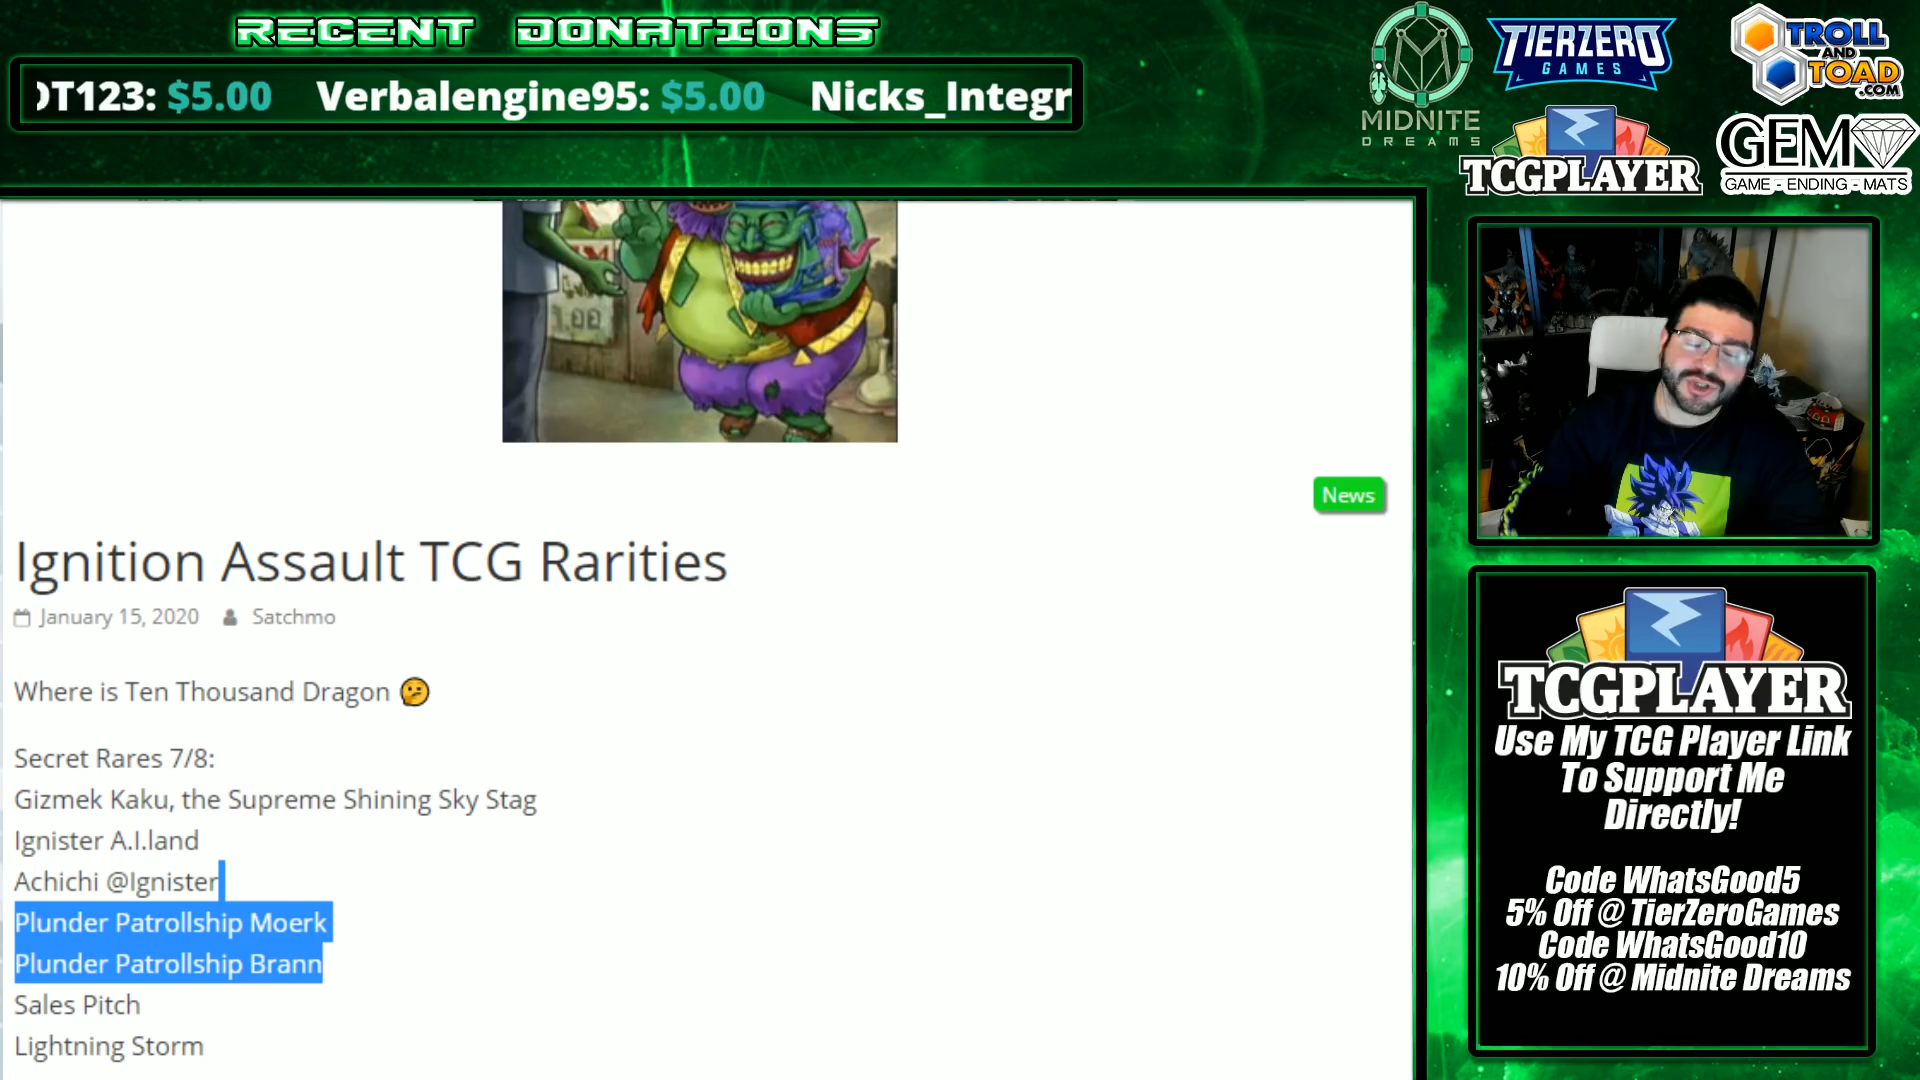 RECENT DONATIONS
DT123: $5.00 Verbalengine95: $5.00 Nicks_Integr
MIDNITE
DREAMS
TIERZERO
GAMES
TROLL
AND
TOAD
.COM
TCGPLAYER
GEM
GAME-ENDING-MATS
1.00
News
Ignition Assault TCG Rarities
January 15, 2020 Satchmo
Where is Ten Thousand Dragon 🤔
Secret Rares 7/8:
Gizmek Kaku, the Supreme Shining Sky Stag
Ignister A.I.land
Achichi @Ignister
Plunder Patrollship Moerk
Plunder Patrollship Brann
Sales Pitch
Lightning Storm
TCGPLAYER
Use My TCG Player Link
To Support Me
Directly!
Code WhatsGood5
5% Off @ TierZeroGames
Code WhatsGood10
10% Off @ Midnite Dreams